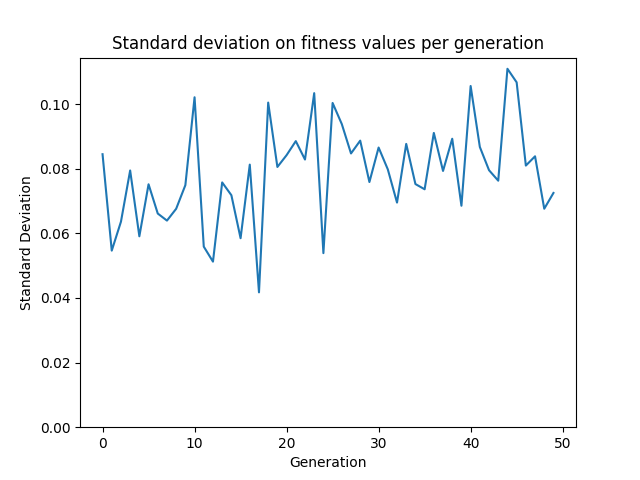 Standard deviation on fitness values per generation
0.10
0.08
0.06
0.04
0.02
0.00
Standard Deviation
0 10 20 30 40 50
Generation